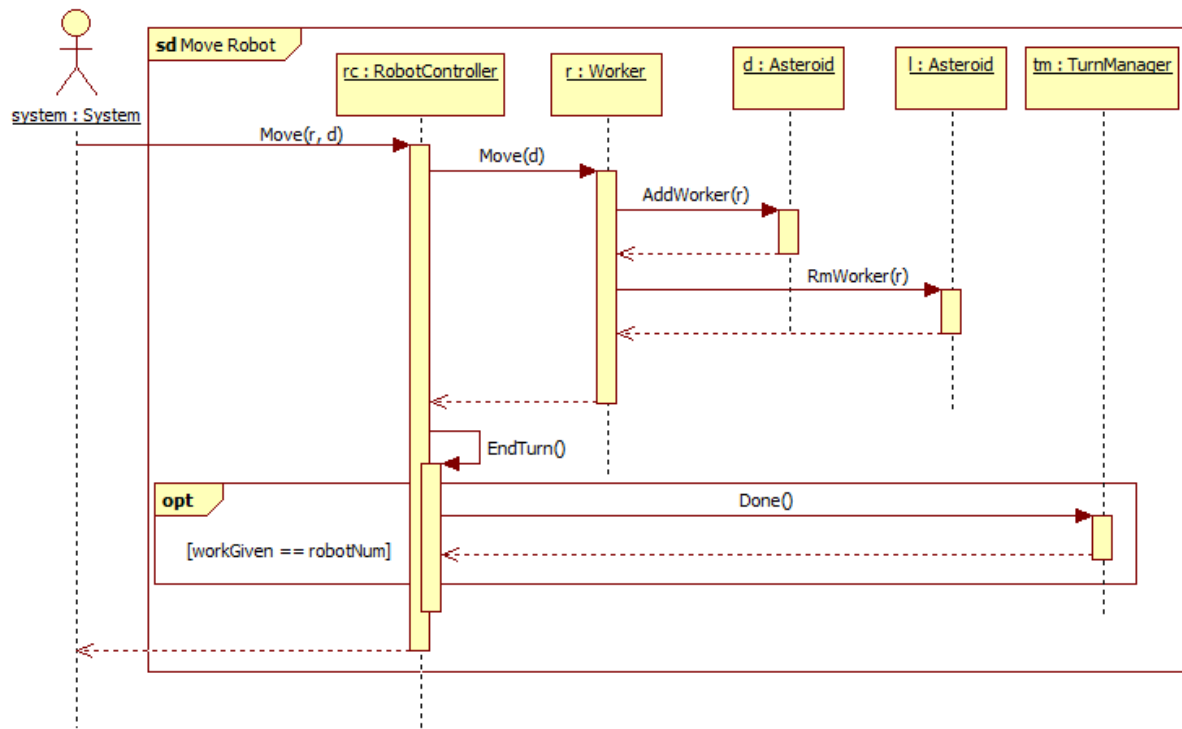 sd Move Robot
rc : RobotController
r : Worker
d : Asteroid
l : Asteroid
tm : TurnManager
system : System
Move(r, d)
Move(d)
AddWorker(r)
RmWorker(r)
EndTurn()
opt
Done()
[workGiven == robotNum]